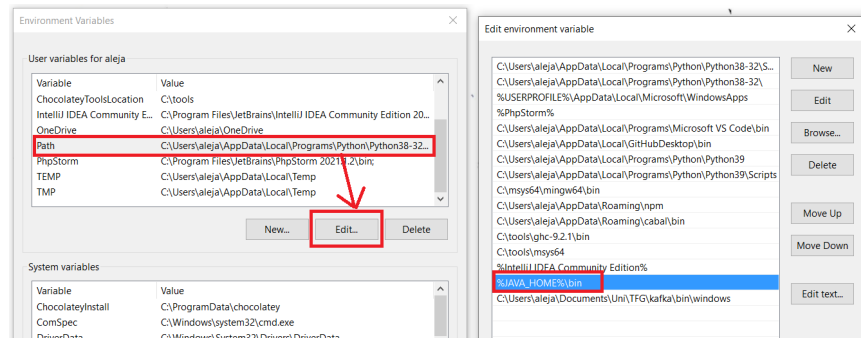 Environment Variables
User variables for aleja
Variable Value
ChocolateyToolsLocation C:\tools
IntelliJ IDEA Community E... C:\Program Files\JetBrains\IntelliJ IDEA Community Edition 20...
OneDrive C:\Users\aleja\OneDrive
Path C:\Users\aleja\AppData\Local\Programs\Python\Python38-32...
PhpStorm C:\Program Files\JetBrains\PhpStorm 2021.1.2\bin;
TEMP C:\Users\aleja\AppData\Local\Temp
TMP C:\Users\aleja\AppData\Local\Temp
New... Edit... Delete
System variables
Variable Value
ChocolateyInstall C:\ProgramData\chocolatey
ComSpec C:\Windows\system32\cmd.exe
DriverData C:\Windows\System32\Drivers\DriverData
Edit environment variable
C:\Users\aleja\AppData\Local\Programs\Python\Python38-32\S...
C:\Users\aleja\AppData\Local\Programs\Python\Python38-32\
%USERPROFILE%\AppData\Local\Microsoft\WindowsApps
%PhpStorm%
C:\Users\aleja\AppData\Local\Programs\Microsoft VS Code\bin
C:\Users\aleja\AppData\Local\GitHubDesktop\bin
C:\Users\aleja\AppData\Local\Programs\Python\Python39
C:\Users\aleja\AppData\Local\Programs\Python\Python39\Scripts
C:\msys64\mingw64\bin
C:\Users\aleja\AppData\Roaming\npm
C:\Users\aleja\AppData\Roaming\cabal\bin
C:\tools\ghc-9.2.1\bin
C:\tools\msys64
%IntelliJ IDEA Community Edition%
%JAVA_HOME%\bin
C:\Users\aleja\Documents\Uni\TFG\kafka\bin\windows
New
Edit
Browse...
Delete
Move Up
Move Down
Edit text...